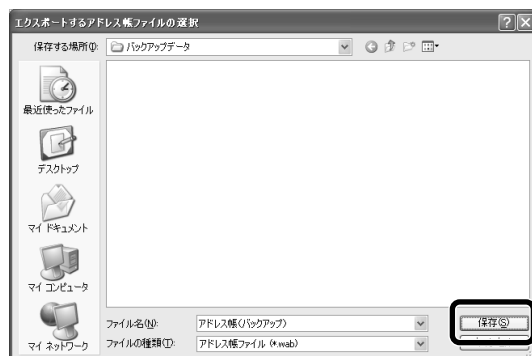 エクスポートするアドレス帳ファイルの選択
保存する場所(I):
バックアップデータ
最近使ったファイル
デスクトップ
マイ ドキュメント
マイ コンピュータ
マイ ネットワーク
ファイル名(N):
アドレス帳(バックアップ)
保存(S)
ファイルの種類(T):
アドレス帳ファイル (*.wab)